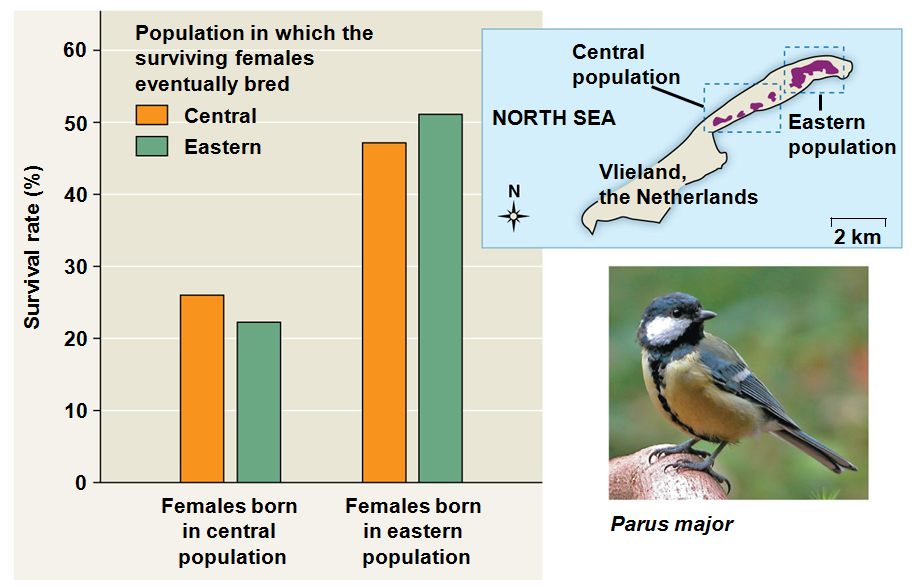 Population in which the
surviving females
eventually bred
Central
Eastern
Survival rate (%)
60
50
40
30
20
10
0
Females born
in central
population
Females born
in eastern
population
Central
population
NORTH SEA
Eastern
population
Vlieland,
the Netherlands
N
2 km
Parus major